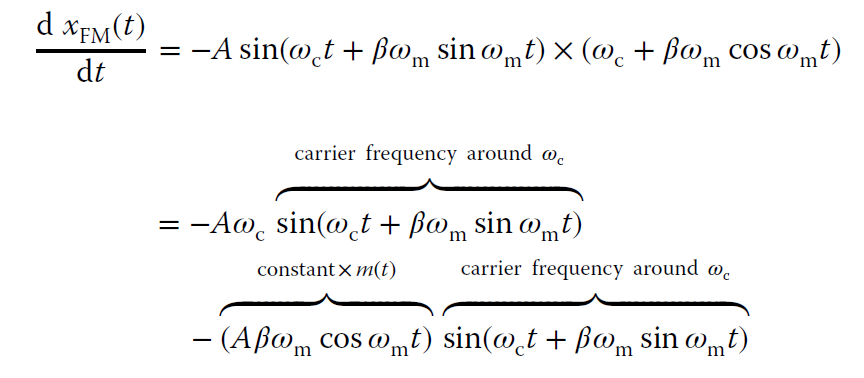 d x_FM(t)/dt = −A sin(ω_c t + βω_m sin ω_m t) × (ω_c + βω_m cos ω_m t)
carrier frequency around ω_c
= −Aω_c sin(ω_c t + βω_m sin ω_m t)
constant × m(t) carrier frequency around ω_c
− (Aβω_m cos ω_m t) sin(ω_c t + βω_m sin ω_m t)